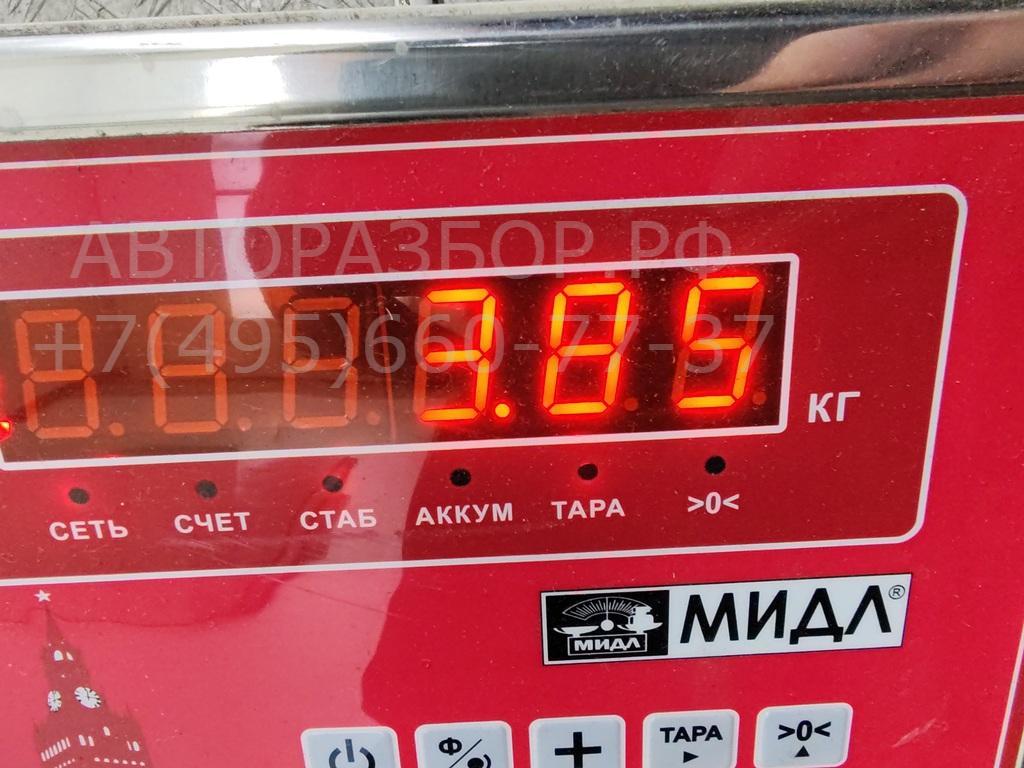 АВТОРАЗБОР.РФ
+7(495)660-77-37
3.85
КГ
СЕТЬ СЧЕТ СТАБ АККУМ ТАРА >0<
МИДЛ МИДЛ®
Ф/ + ТАРА >0<